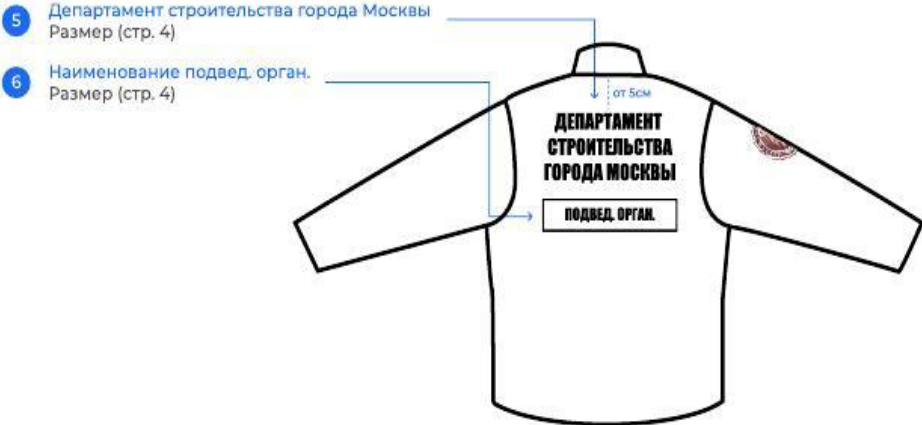 5 Департамент строительства города Москвы
Размер (стр. 4)
6 Наименование подвед. орган.
Размер (стр. 4)
от 5см
ДЕПАРТАМЕНТ
СТРОИТЕЛЬСТВА
ГОРОДА МОСКВЫ
ПОДВЕД. ОРГАН.